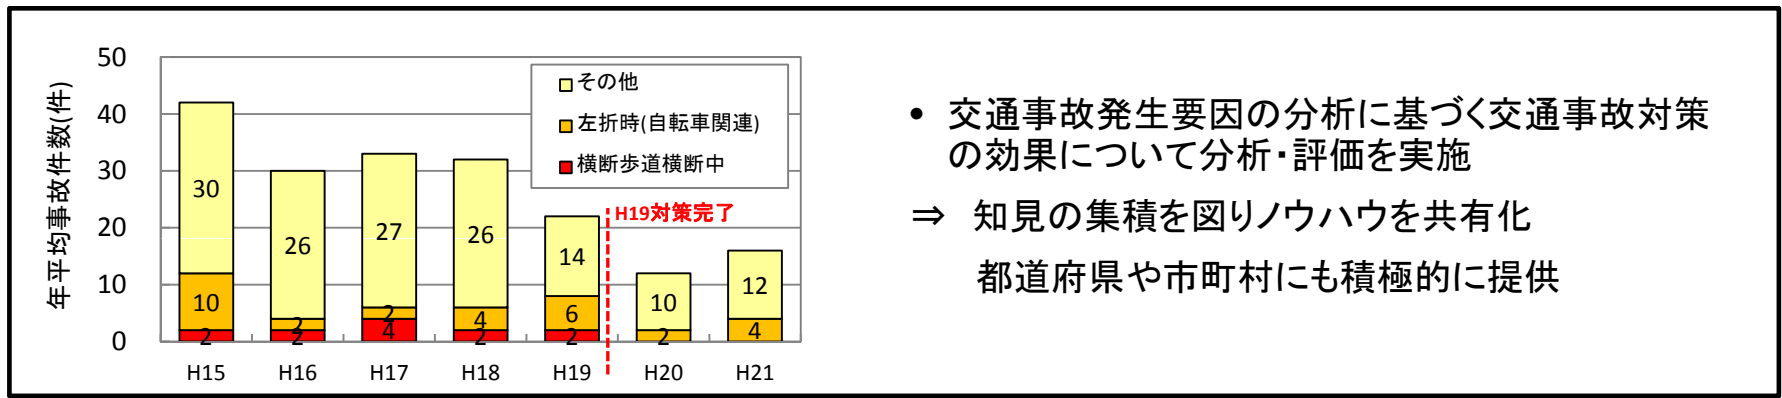 年平均事故件数(件)
50
40
30
20
10
0
その他
左折時(自転車関連)
横断歩道横断中
H19対策完了
30
10
2
26
2
2
27
2
4
26
4
2
14
6
2
10
2
12
4
H15 H16 H17 H18 H19 H20 H21
• 交通事故発生要因の分析に基づく交通事故対策
の効果について分析・評価を実施
⇒ 知見の集積を図りノウハウを共有化
都道府県や市町村にも積極的に提供